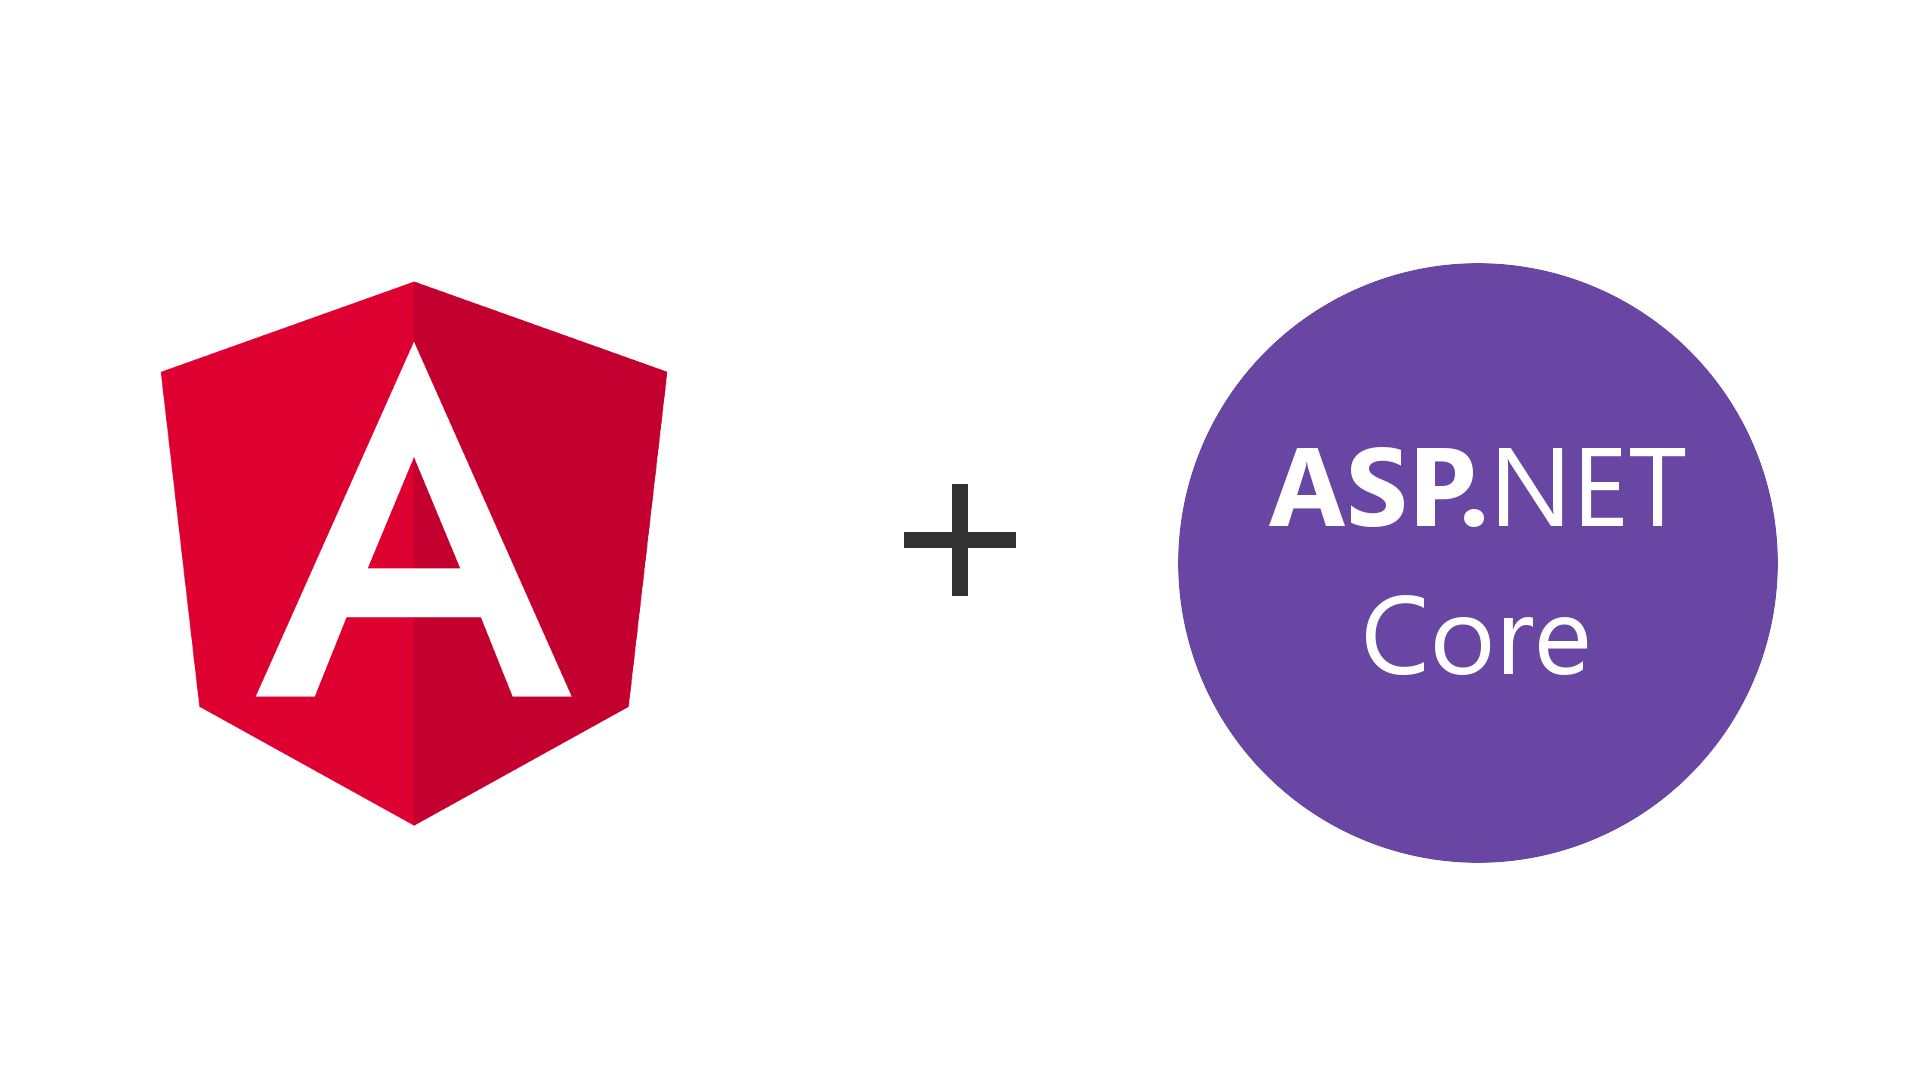 A
+
ASP.NET
Core